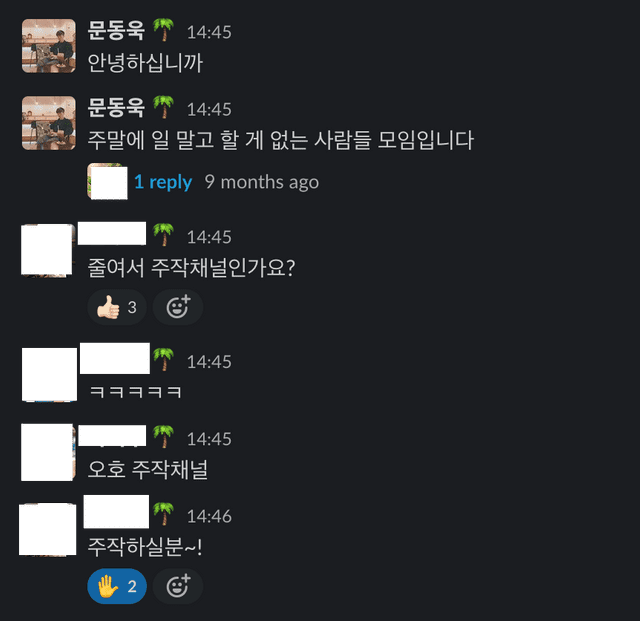 문동욱 14:45
안녕하십니까
문동욱 14:45
주말에 일 말고 할 게 없는 사람들 모임입니다
1 reply 9 months ago
14:45
줄여서 주작채널인가요?
3
14:45
ㅋㅋㅋㅋㅋ
14:45
오호 주작채널
14:46
주작하실분~!
2